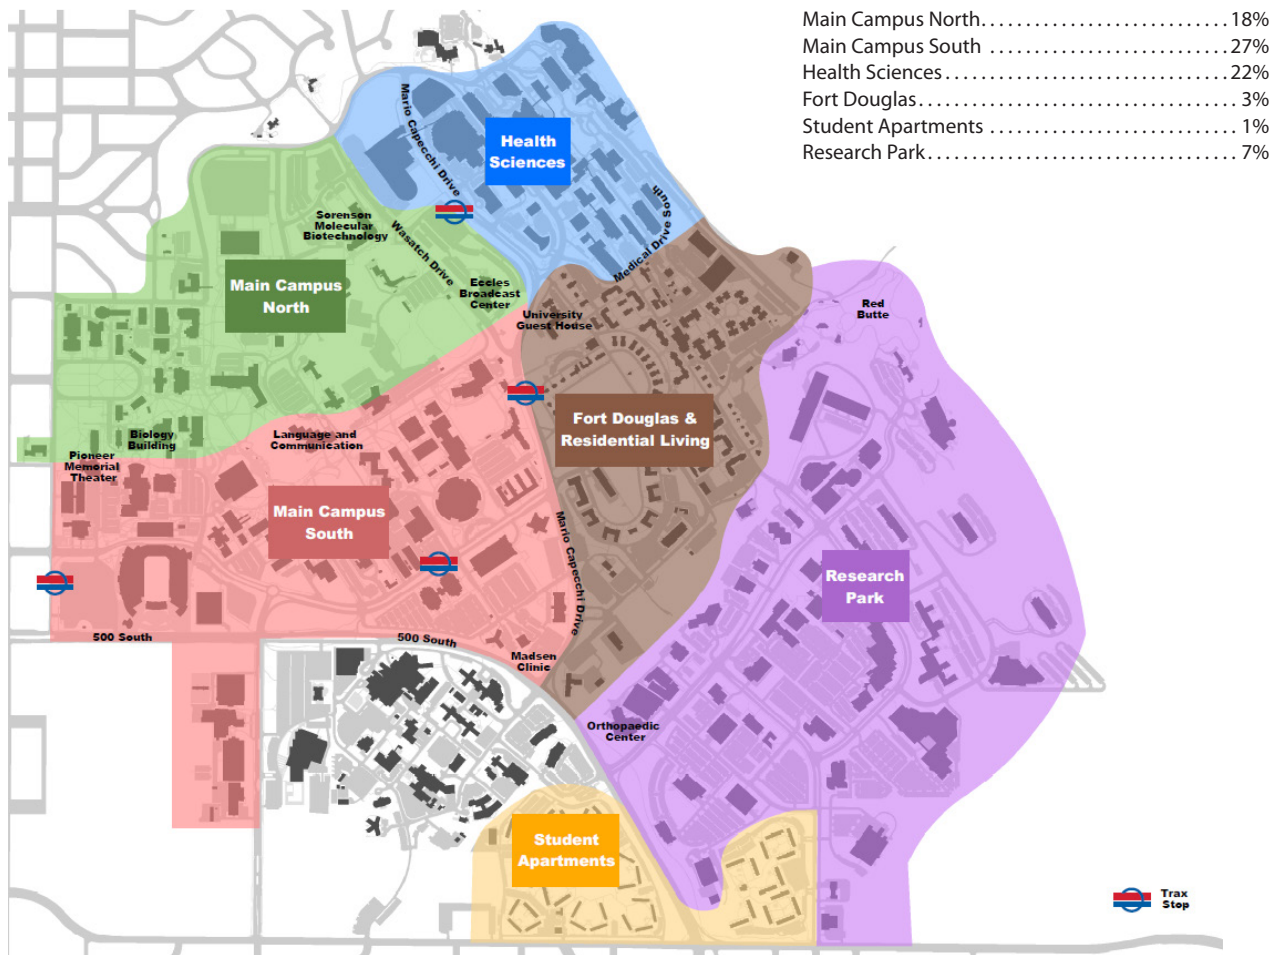 Main Campus North. . . . . . . . . . . . . . . . . . . . . . . . . . . . 18%
Main Campus South . . . . . . . . . . . . . . . . . . . . . . . . . . . 27%
Health Sciences . . . . . . . . . . . . . . . . . . . . . . . . . . . . . . . . 22%
Fort Douglas. . . . . . . . . . . . . . . . . . . . . . . . . . . . . . . . . . . . 3%
Student Apartments . . . . . . . . . . . . . . . . . . . . . . . . . . . . 1%
Research Park. . . . . . . . . . . . . . . . . . . . . . . . . . . . . . . . . . . 7%
Health
Sciences
Mario Capecchi Drive
Medical Drive South
Sorenson
Molecular
Biotechnology
Wasatch Drive
Main Campus
North
Eccles
Broadcast
Center
University
Guest House
Red
Butte
Fort Douglas &
Residential Living
Biology
Building
Language and
Communication
Pioneer
Memorial
Theater
Main Campus
South
Mario Capecchi Drive
Research
Park
500 South
500 South
Madsen
Clinic
Orthopaedic
Center
Student
Apartments
Trax
Stop